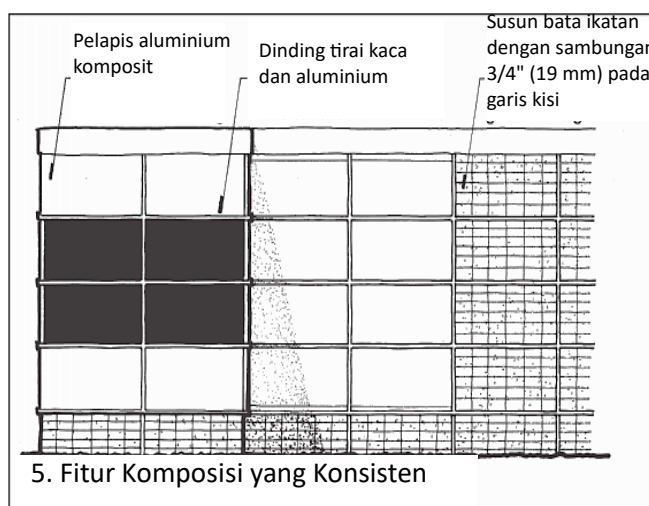 Pelapis aluminium
komposit
Dinding tirai kaca
dan aluminium
Susun bata ikatan
dengan sambungan
3/4" (19 mm) pada
garis kisi
5. Fitur Komposisi yang Konsisten